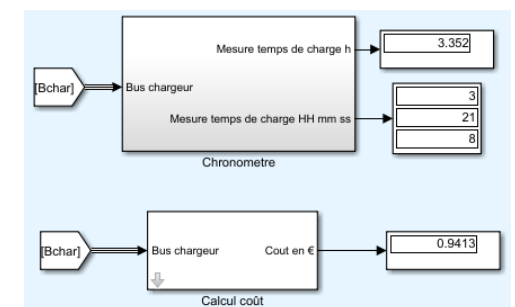 Mesure temps de charge h
3.352
[Bchar]
Bus chargeur
Mesure temps de charge HH mm ss
3
21
8
Chronometre
[Bchar]
Bus chargeur
Cout en €
0.9413
Calcul coût